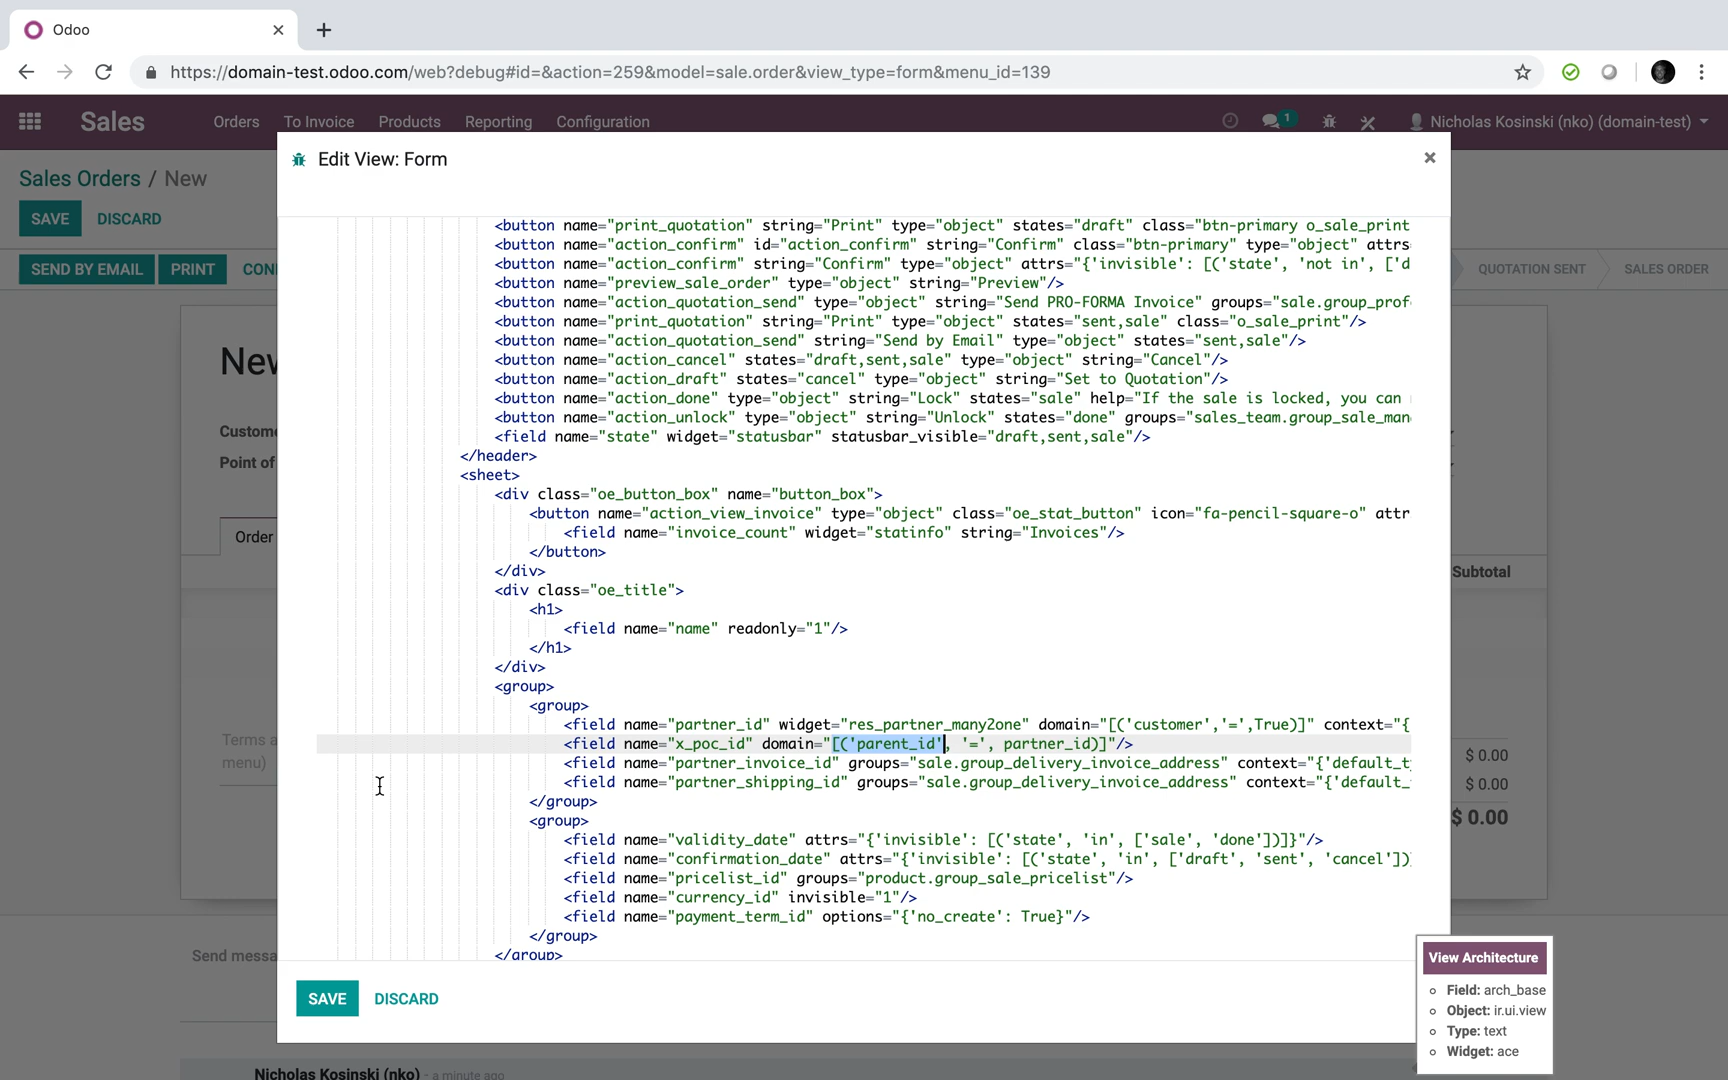 Odoo
https://domain-test.odoo.com/web?debug#id=&action=259&model=sale.order&view_type=form&menu_id=139
Sales Orders To Invoice Products Reporting Configuration 1 Nicholas Kosinski (nko) (domain-test)
Sales Orders / New
SAVE DISCARD
SEND BY EMAIL PRINT
QUOTATION SENT SALES ORDER
Edit View: Form
<button name="print_quotation" string="Print" type="object" states="draft" class="btn-primary o_sale_print
<button name="action_confirm" id="action_confirm" string="Confirm" class="btn-primary" type="object" attrs
<button name="action_confirm" string="Confirm" type="object" attrs="{'invisible': [('state', 'not in', ['d
<button name="preview_sale_order" type="object" string="Preview"/>
<button name="action_quotation_send" type="object" string="Send PRO-FORMA Invoice" groups="sale.group_prof
<button name="print_quotation" string="Print" type="object" states="sent,sale" class="o_sale_print"/>
<button name="action_quotation_send" string="Send by Email" type="object" states="sent,sale"/>
<button name="action_cancel" states="draft,sent,sale" type="object" string="Cancel"/>
<button name="action_draft" states="cancel" type="object" string="Set to Quotation"/>
<button name="action_done" type="object" string="Lock" states="sale" help="If the sale is locked, you can
<button name="action_unlock" type="object" string="Unlock" states="done" groups="sales_team.group_sale_man
<field name="state" widget="statusbar" statusbar_visible="draft,sent,sale"/>
</header>
<sheet>
<div class="oe_button_box" name="button_box">
<button name="action_view_invoice" type="object" class="oe_stat_button" icon="fa-pencil-square-o" attr
<field name="invoice_count" widget="statinfo" string="Invoices"/>
</button>
</div>
<div class="oe_title">
<h1>
<field name="name" readonly="1"/>
</h1>
</div>
<group>
<group>
<field name="partner_id" widget="res_partner_many2one" domain="[('customer','=',True)]" context="{
<field name="x_poc_id" domain="[('parent_id', '=', partner_id)]"/>
<field name="partner_invoice_id" groups="sale.group_delivery_invoice_address" context="{'default_t
<field name="partner_shipping_id" groups="sale.group_delivery_invoice_address" context="{'default_
</group>
<group>
<field name="validity_date" attrs="{'invisible': [('state', 'in', ['sale', 'done'])]}"/>
<field name="confirmation_date" attrs="{'invisible': [('state', 'in', ['draft', 'sent', 'cancel'])
<field name="pricelist_id" groups="product.group_sale_pricelist"/>
<field name="currency_id" invisible="1"/>
<field name="payment_term_id" options="{'no_create': True}"/>
</group>
</group>
SAVE DISCARD
New
Custome
Point of
Order
Subtotal
Terms a
menu)
$ 0.00
$ 0.00
$ 0.00
Send messa
View Architecture
Field: arch_base
Object: ir.ui.view
Type: text
Widget: ace
Nicholas Kosinski (nko) - a minute ago